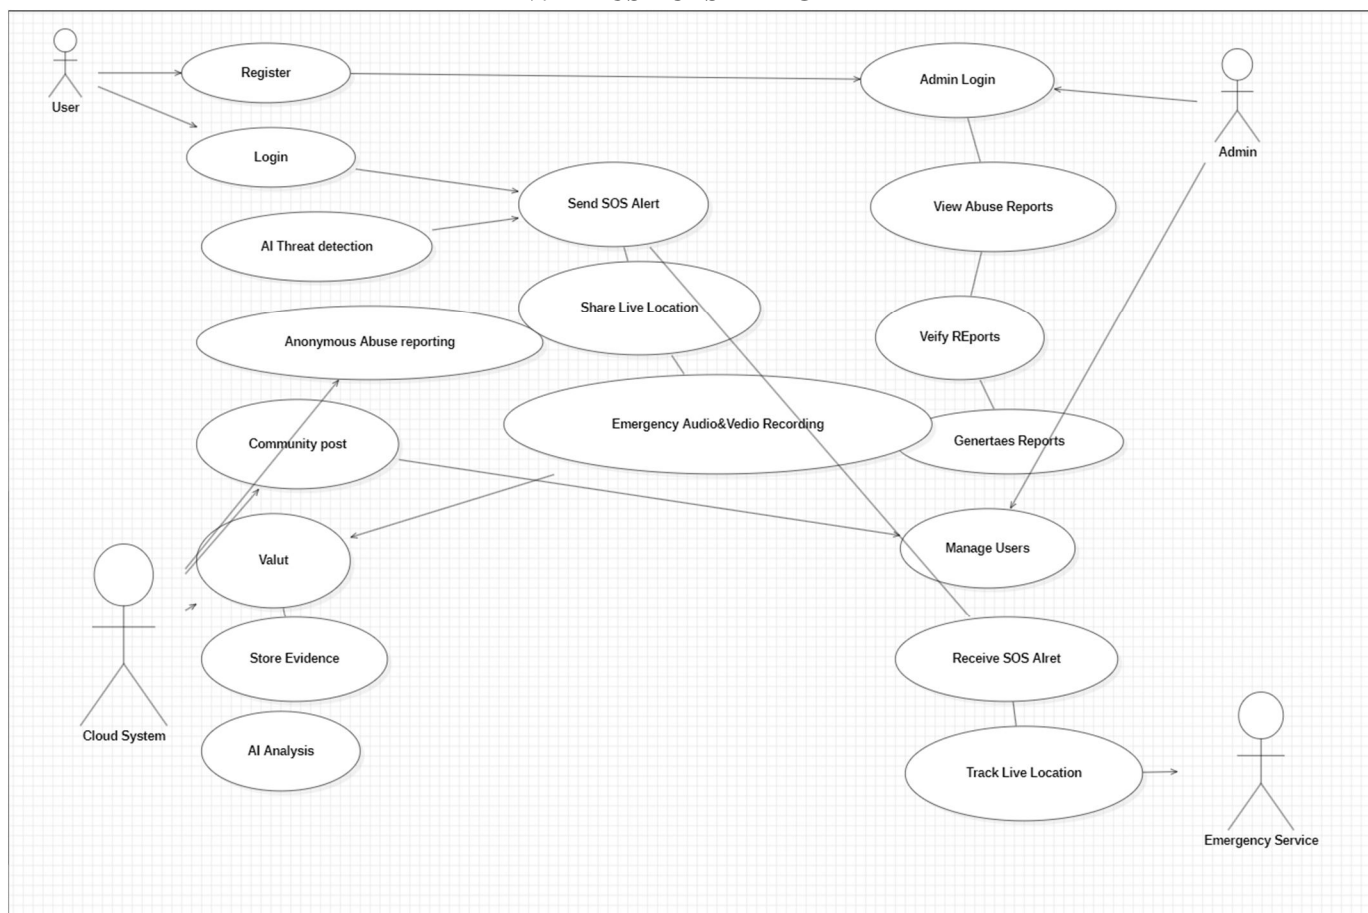 User
Register
Admin Login
Admin
Login
Send SOS Alert
View Abuse Reports
AI Threat detection
Share Live Location
Anonymous Abuse reporting
Veify REports
Emergency Audio&Vedio Recording
Community post
Genertaes Reports
Valut
Manage Users
Store Evidence
Receive SOS Alret
Cloud System
AI Analysis
Track Live Location
Emergency Service